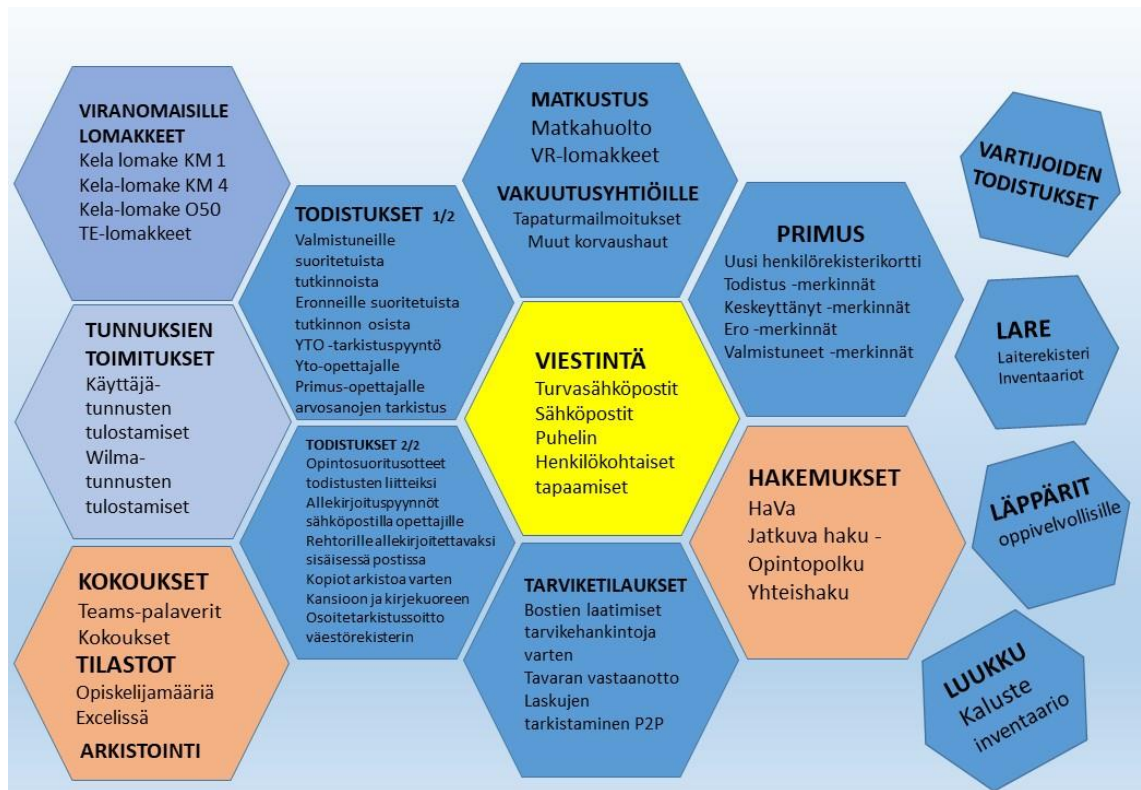 VIRANOMAISILLE
LOMAKKEET
Kela lomake KM 1
Kela-lomake KM 4
Kela-lomake O50
TE-lomakkeet
TUNNUKSIEN
TOIMITUKSET
Käyttäjä-
tunnusten
tulostamiset
Wilma-
tunnusten
tulostamiset
KOKOUKSET
Teams-palaverit
Kokoukset
TILASTOT
Opiskelijamääriä
Excelissä
ARKISTOINTI
TODISTUKSET 1/2
Valmistuneille
suoritetuista
tutkinnoista
Eronneille suoritetuista
tutkinnon osista
YTO -tarkistuspyyntö
Yto-opettajalle
Primus-opettajalle
arvosanojen tarkistus
TODISTUKSET 2/2
Opintosuoritusotteet
todistusten liitteiksi
Allekirjoituspyynnöt
sähköpostilla opettajille
Rehtorille allekirjoitettavaksi
sisäisessä postissa
Kopiot arkistoa varten
Kansioon ja kirjekuoreen
Osoitetarkistussoitto
väestörekisterin
MATKUSTUS
Matkahuolto
VR-lomakkeet
VAKUUTUSYHTIÖILLE
Tapaturmailmoitukset
Muut korvaushaut
VIESTINTÄ
Turvasähköpostit
Sähköpostit
Puhelin
Henkilökohtaiset
tapaamiset
TARVIKETILAUKSET
Bostien laatimiset
tarvikehankintoja
varten
Tavaran vastaanotto
Laskujen
tarkistaminen P2P
PRIMUS
Uusi henkilörekisterikortti
Todistus -merkinnät
Keskeyttänyt -merkinnät
Ero -merkinnät
Valmistuneet -merkinnät
HAKEMUKSET
HaVa
Jatkuva haku -
Opintopolku
Yhteishaku
VARTIJOIDEN
TODISTUKSET
LARE
Laiterekisteri
Inventaariot
LÄPPÄRIT
oppivelvollisille
LUUKKU
Kaluste
inventaario